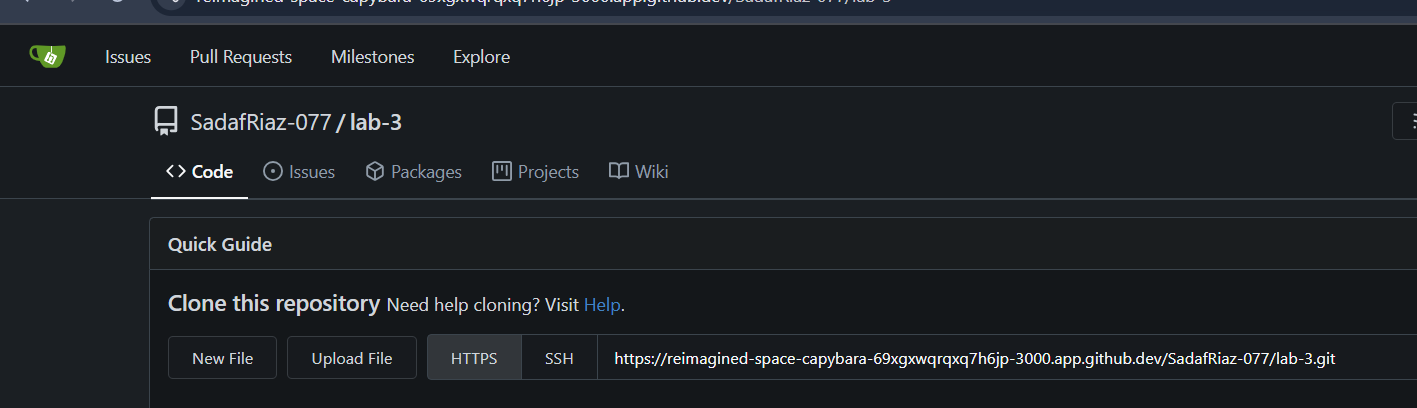 reimagined-space-capybara-69xgxwqrqxq7h6jp-3000.app.github.dev/SadafRiaz-077/lab-3
Issues Pull Requests Milestones Explore
SadafRiaz-077 / lab-3
Code Issues Packages Projects Wiki
Quick Guide
Clone this repository Need help cloning? Visit Help.
New File Upload File HTTPS SSH https://reimagined-space-capybara-69xgxwqrqxq7h6jp-3000.app.github.dev/SadafRiaz-077/lab-3.git